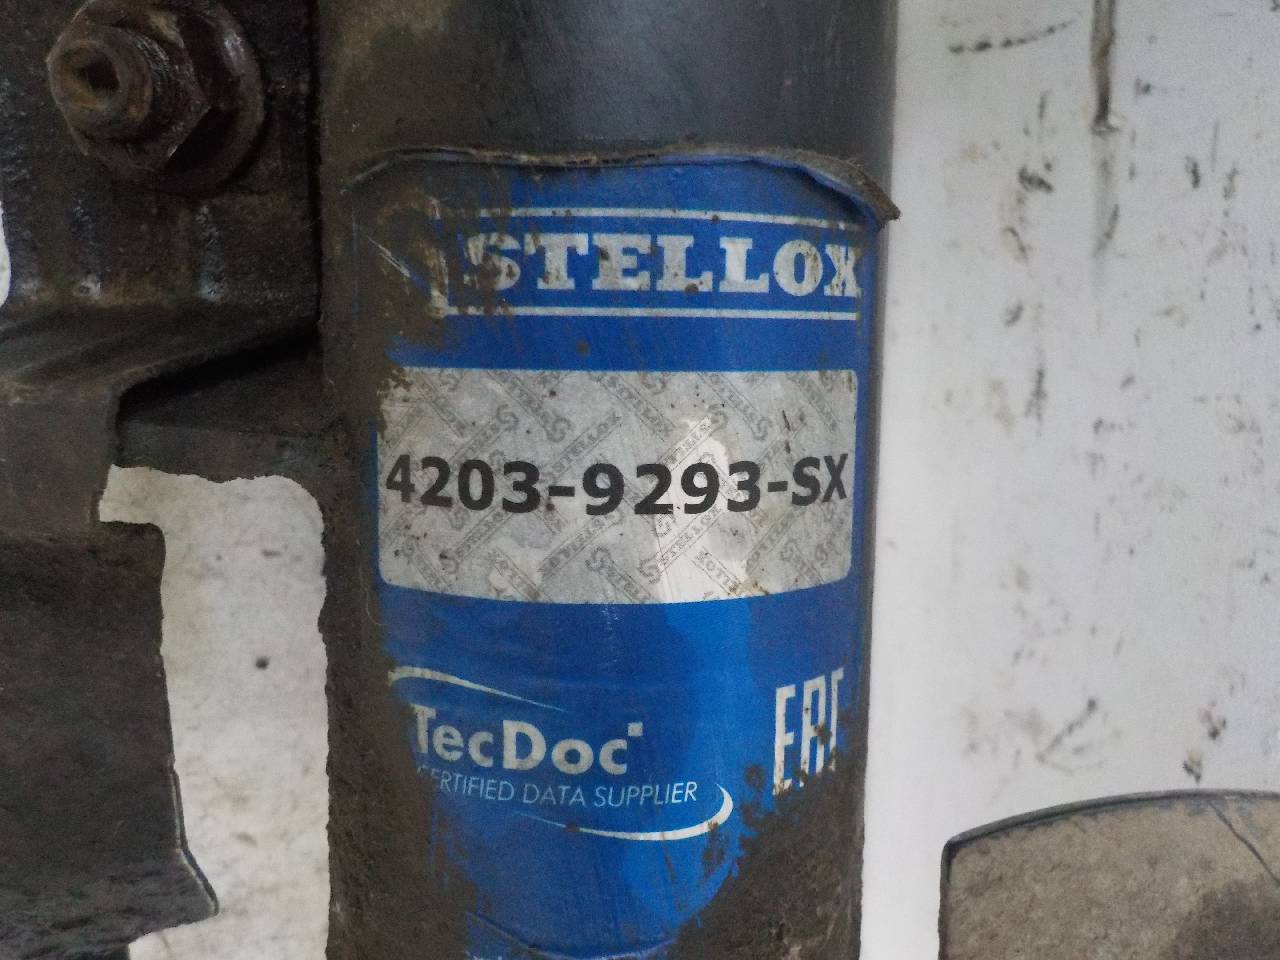 STELLOX
4203-9293-SX
TecDoc
CERTIFIED DATA SUPPLIER
EAC